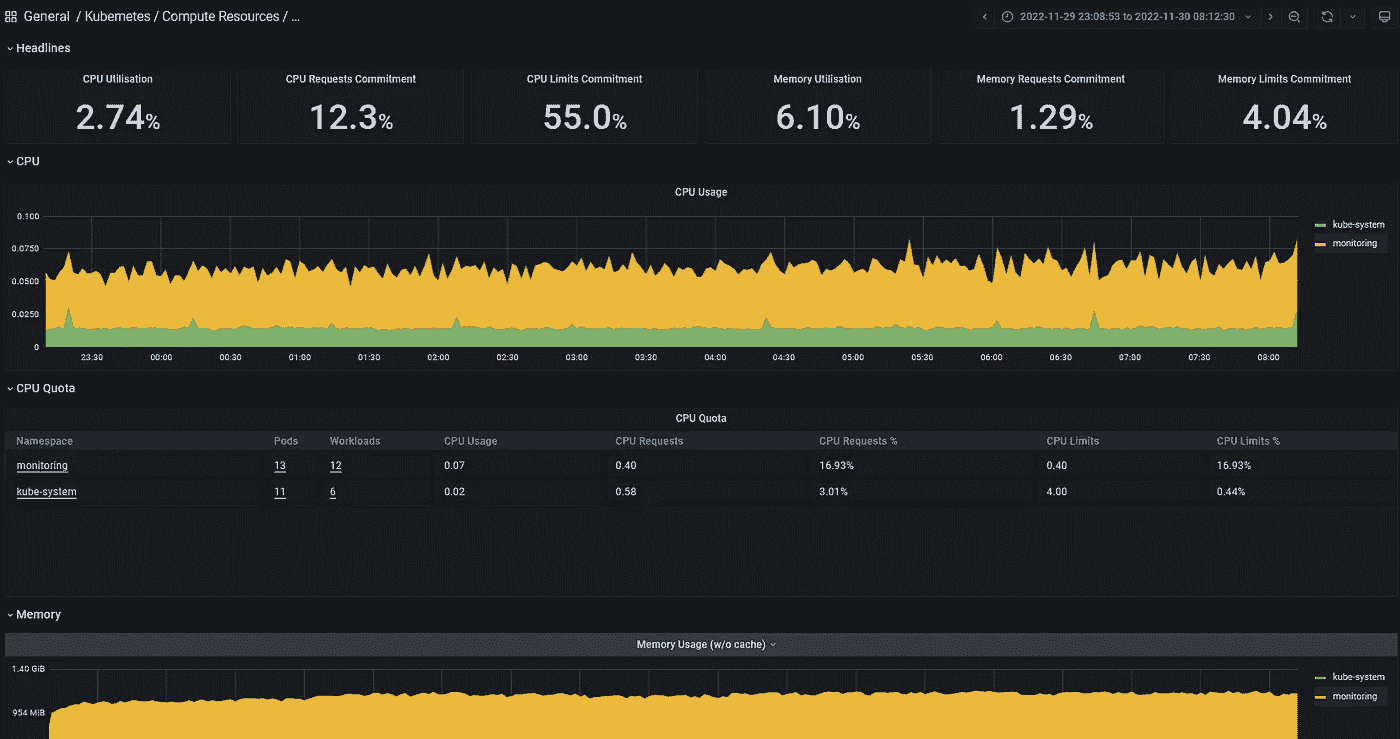 General / Kubernetes / Compute Resources / ... 2022-11-29 23:08:53 to 2022-11-30 08:12:30
Headlines
CPU Utilisation CPU Requests Commitment CPU Limits Commitment Memory Utilisation Memory Requests Commitment Memory Limits Commitment
2.74% 12.3% 55.0% 6.10% 1.29% 4.04%
CPU
CPU Usage
0.100
kube-system
monitoring
0.0750
0.0500
0.0250
0
23:30 00:00 00:30 01:00 01:30 02:00 02:30 03:00 03:30 04:00 04:30 05:00 05:30 06:00 06:30 07:00 07:30 08:00
CPU Quota
CPU Quota
Namespace Pods Workloads CPU Usage CPU Requests CPU Requests % CPU Limits CPU Limits %
monitoring 13 12 0.07 0.40 16.93% 0.40 16.93%
kube-system 11 6 0.02 0.58 3.01% 4.00 0.44%
Memory
Memory Usage (w/o cache)
1.40 GiB
kube-system
monitoring
954 MiB